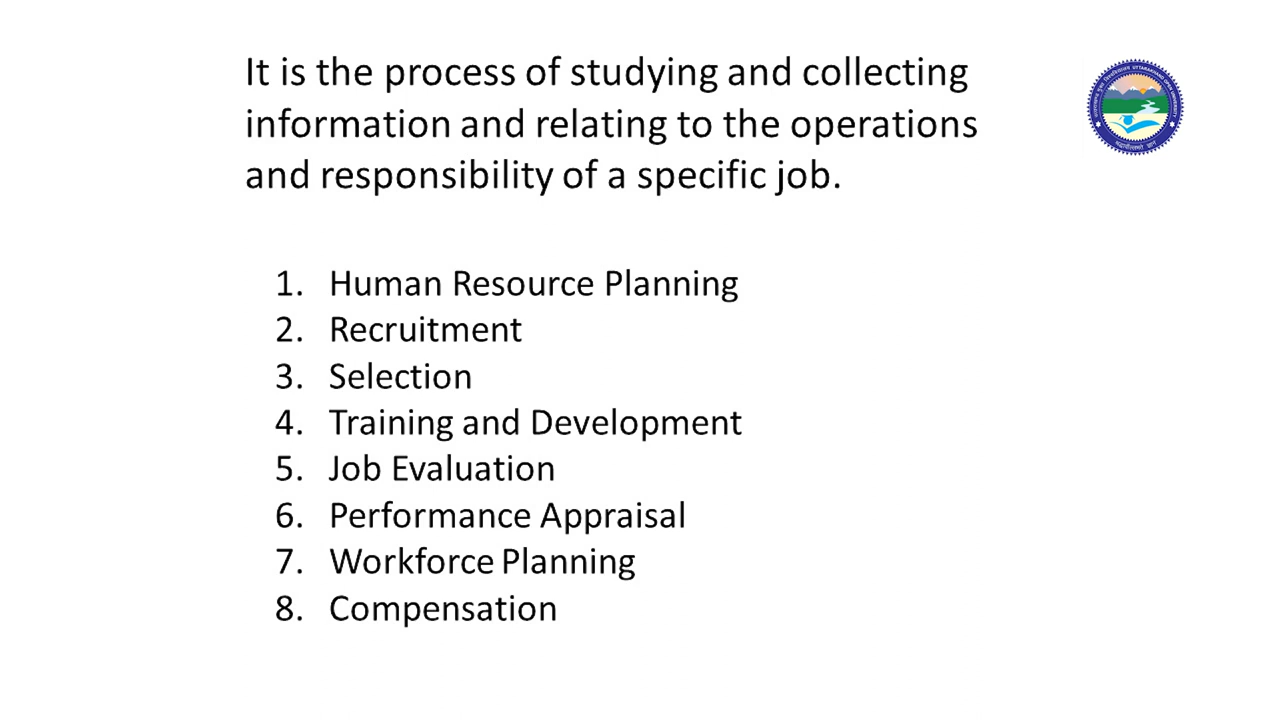 It is the process of studying and collecting
information and relating to the operations
and responsibility of a specific job.
1. Human Resource Planning
2. Recruitment
3. Selection
4. Training and Development
5. Job Evaluation
6. Performance Appraisal
7. Workforce Planning
8. Compensation